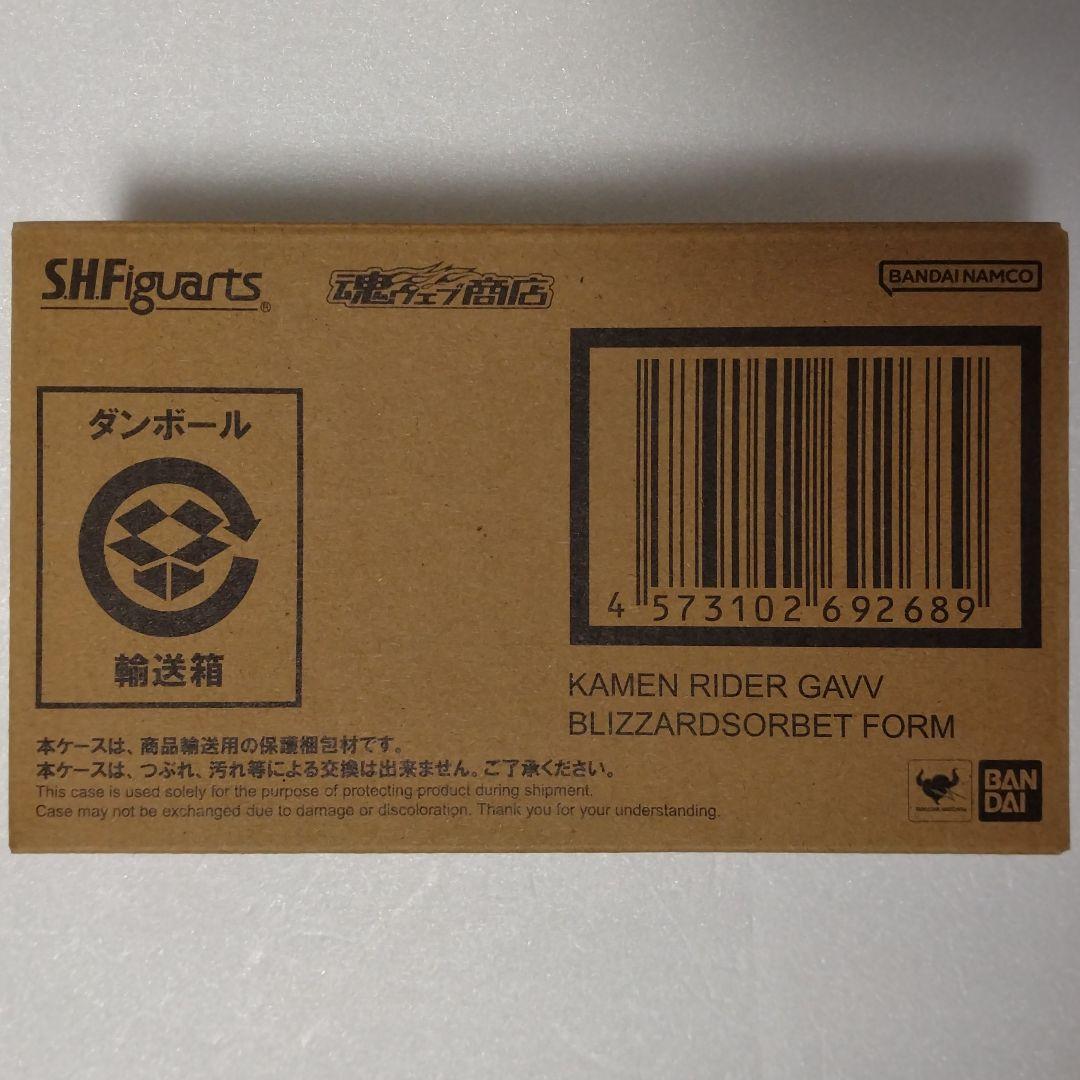 S.H.Figuarts®
魂ウェブ商店
BANDAI NAMCO
ダンボール
輸送箱
4 573102 692689
KAMEN RIDER GAVV
BLIZZARDSORBET FORM
本ケースは、商品輸送用の保護梱包材です。
本ケースは、つぶれ、汚れ等による交換は出来ません。ご了承ください。
This case is used solely for the purpose of protecting product during shipment.
Case may not be exchanged due to damage or discoloration. Thank you for your understanding.
BAN
DAI